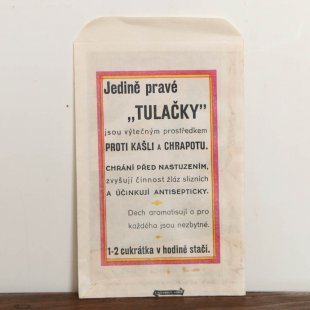 Jedině pravé
„TULAČKY”
jsou výtečným prostředkem
PROTI KAŠLI A CHRAPOTU.
CHRÁNÍ PŘED NASTUZENÍM,
zvyšují činnost žláz slizních
A ÚČINKUJÍ ANTISEPTICKY.
Dech aromatisují a pro
každého jsou nezbytné.
1-2 cukrátka v hodině stačí.